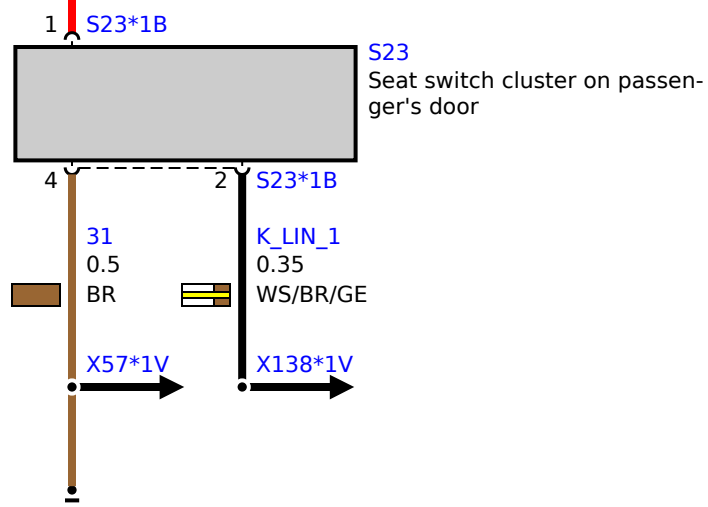 1 S23*1B
S23
Seat switch cluster on passen-
ger's door
4 2 S23*1B
31 K_LIN_1
0.5 0.35
BR WS/BR/GE
X57*1V X138*1V